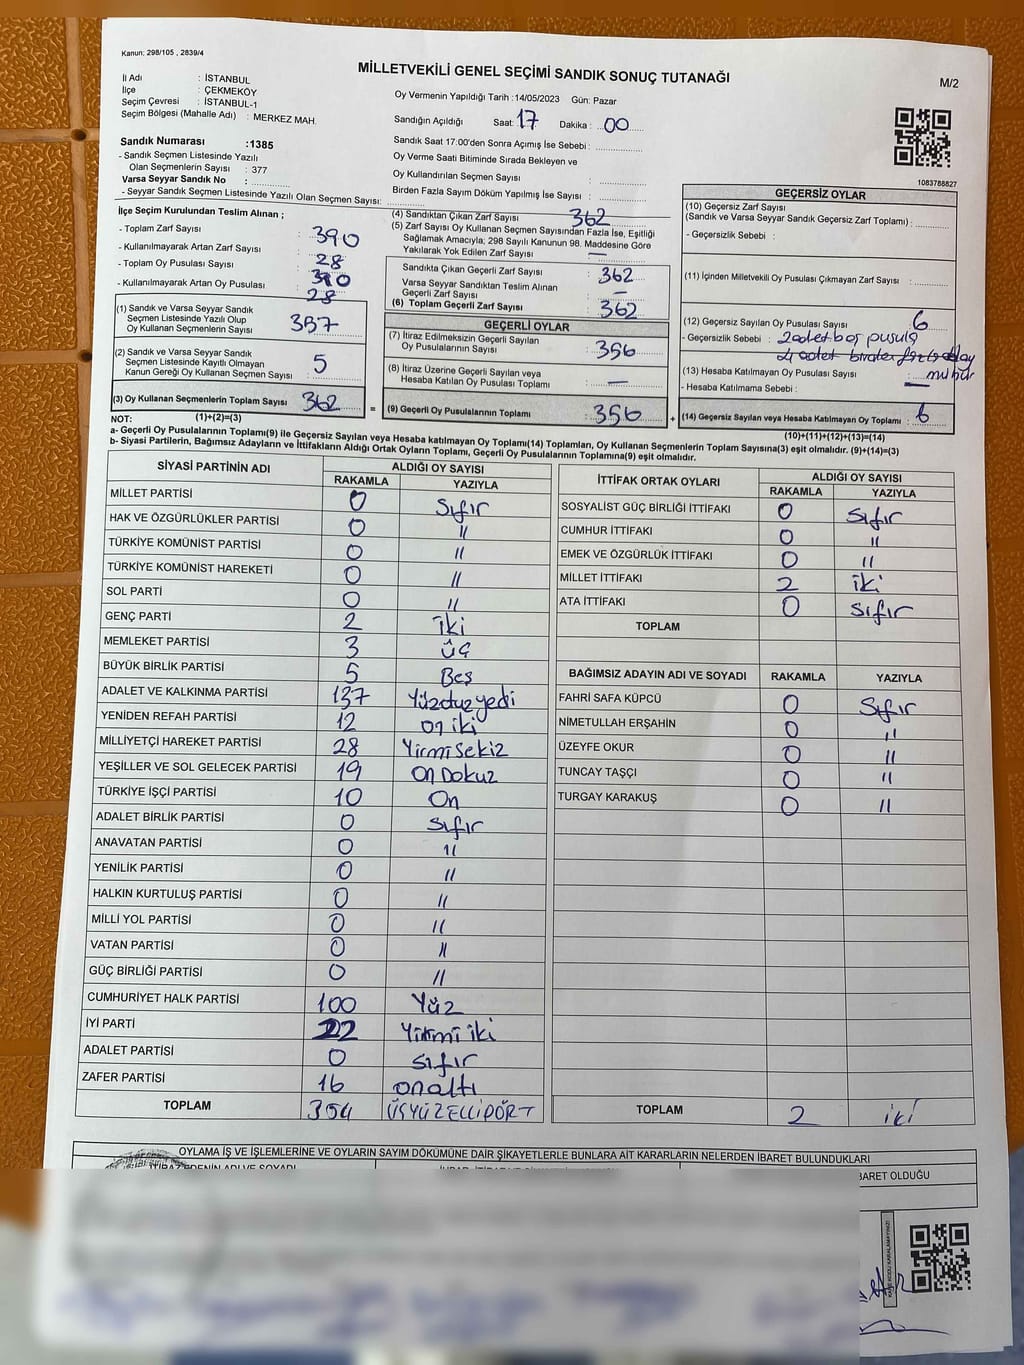 Kanun: 298/105 , 2839/4
MİLLETVEKİLİ GENEL SEÇİMİ SANDIK SONUÇ TUTANAĞI
M/2
İl Adı : İSTANBUL
İlçe : ÇEKMEKÖY
Seçim Çevresi : İSTANBUL-1
Seçim Bölgesi (Mahalle Adı) : MERKEZ MAH.
Oy Vermenin Yapıldığı Tarih :14/05/2023 Gün: Pazar
Sandığın Açıldığı Saat: 17 Dakika : 00
Sandık Numarası :1385
- Sandık Seçmen Listesinde Yazılı
Olan Seçmenlerin Sayısı : 377
Varsa Seyyar Sandık No :
- Seyyar Sandık Seçmen Listesinde Yazılı Olan Seçmen Sayısı:
Sandık Saat 17:00'den Sonra Açımış İse Sebebi :
Oy Verme Saati Bitiminde Sırada Bekleyen ve
Oy Kullandırılan Seçmen Sayısı :
Birden Fazla Sayım Döküm Yapılmış İse Sayısı :
1083788827
İlçe Seçim Kurulundan Teslim Alınan ;
- Toplam Zarf Sayısı : 390
- Kullanılmayarak Artan Zarf Sayısı : 28
- Toplam Oy Pusulası Sayısı : 390
- Kullanılmayarak Artan Oy Pusulası : 28
(1) Sandık ve Varsa Seyyar Sandık
Seçmen Listesinde Yazılı Olup
Oy Kullanan Seçmenlerin Sayısı : 357
(2) Sandık ve Varsa Seyyar Sandık
Seçmen Listesinde Kayıtlı Olmayan
Kanun Gereği Oy Kullanan Seçmen Sayısı : 5
(3) Oy Kullanan Seçmenlerin Toplam Sayısı : 362
(1)+(2)=(3)
(4) Sandıktan Çıkan Zarf Sayısı : 362
(5) Zarf Sayısı Oy Kullanan Seçmen Sayısından Fazla İse, Eşitliği
Sağlamak Amacıyla; 298 Sayılı Kanunun 98. Maddesine Göre
Yakılarak Yok Edilen Zarf Sayısı : —
Sandıkta Çıkan Geçerli Zarf Sayısı : 362
Varsa Seyyar Sandıktan Teslim Alınan
Geçerli Zarf Sayısı : —
(6) Toplam Geçerli Zarf Sayısı : 362
GEÇERLİ OYLAR
(7) İtiraz Edilmeksizin Geçerli Sayılan
Oy Pusulalarının Sayısı : 356
(8) İtiraz Üzerine Geçerli Sayılan veya
Hesaba Katılan Oy Pusulası Toplamı : —
= (9) Geçerli Oy Pusulalarının Toplamı : 356
GEÇERSİZ OYLAR
(10) Geçersiz Zarf Sayısı
(Sandık ve Varsa Seyyar Sandık Geçersiz Zarf Toplamı) :
- Geçersizlik Sebebi :
(11) İçinden Milletvekili Oy Pusulası Çıkmayan Zarf Sayısı :
(12) Geçersiz Sayılan Oy Pusulası Sayısı : 6
- Geçersizlik Sebebi : 2 adet boş pusula
4 adet birden fazla
mühür
(13) Hesaba Katılmayan Oy Pusulası Sayısı : —
- Hesaba Katılmama Sebebi :
+ (14) Geçersiz Sayılan veya Hesaba Katılmayan Oy Toplamı : 6
(10)+(11)+(12)+(13)=(14)
NOT:
a- Geçerli Oy Pusulalarının Toplamı(9) ile Geçersiz Sayılan veya Hesaba katılmayan Oy Toplamı(14) Toplamları, Oy Kullanan Seçmenlerin Toplam Sayısına(3) eşit olmalıdır. (9)+(14)=(3)
b- Siyasi Partilerin, Bağımsız Adayların ve İttifakların Aldığı Ortak Oyların Toplamı, Geçerli Oy Pusulalarının Toplamına(9) eşit olmalıdır.
SİYASİ PARTİNİN ADI ALDIĞI OY SAYISI
RAKAMLA YAZIYLA
MİLLET PARTİSİ 0 Sıfır
HAK VE ÖZGÜRLÜKLER PARTİSİ 0 "
TÜRKİYE KOMÜNİST PARTİSİ 0 "
TÜRKİYE KOMÜNİST HAREKETİ 0 "
SOL PARTİ 0 "
GENÇ PARTİ 2 iki
MEMLEKET PARTİSİ 3 üç
BÜYÜK BİRLİK PARTİSİ 5 Beş
ADALET VE KALKINMA PARTİSİ 137 Yüzotuzyedi
YENİDEN REFAH PARTİSİ 12 on iki
MİLLİYETÇİ HAREKET PARTİSİ 28 Yirmi sekiz
YEŞİLLER VE SOL GELECEK PARTİSİ 19 on Dokuz
TÜRKİYE İŞÇİ PARTİSİ 10 On
ADALET BİRLİK PARTİSİ 0 sıfır
ANAVATAN PARTİSİ 0 "
YENİLİK PARTİSİ 0 "
HALKIN KURTULUŞ PARTİSİ 0 "
MİLLİ YOL PARTİSİ 0 "
VATAN PARTİSİ 0 "
GÜÇ BİRLİĞİ PARTİSİ 0 "
CUMHURİYET HALK PARTİSİ 100 Yüz
İYİ PARTİ 22 Yirmi iki
ADALET PARTİSİ 0 sıfır
ZAFER PARTİSİ 16 onaltı
TOPLAM 354 ÜÇYÜZELLİDÖRT
İTTİFAK ORTAK OYLARI ALDIĞI OY SAYISI
RAKAMLA YAZIYLA
SOSYALİST GÜÇ BİRLİĞİ İTTİFAKI 0 Sıfır
CUMHUR İTTİFAKI 0 "
EMEK VE ÖZGÜRLÜK İTTİFAKI 0 "
MİLLET İTTİFAKI 2 iki
ATA İTTİFAKI 0 sıfır
TOPLAM
BAĞIMSIZ ADAYIN ADI VE SOYADI RAKAMLA YAZIYLA
FAHRİ SAFA KÜPCÜ 0 Sıfır
NİMETULLAH ERŞAHİN 0 "
ÜZEYFE OKUR 0 "
TUNCAY TAŞÇI 0 "
TURGAY KARAKUŞ 0 "
TOPLAM 2 iki
OYLAMA İŞ VE İŞLEMLERİNE VE OYLARIN SAYIM DÖKÜMÜNE DAİR ŞİKAYETLERLE BUNLARA AİT KARARLARIN NELERDEN İBARET BULUNDUKLARI
BARET OLDUĞU